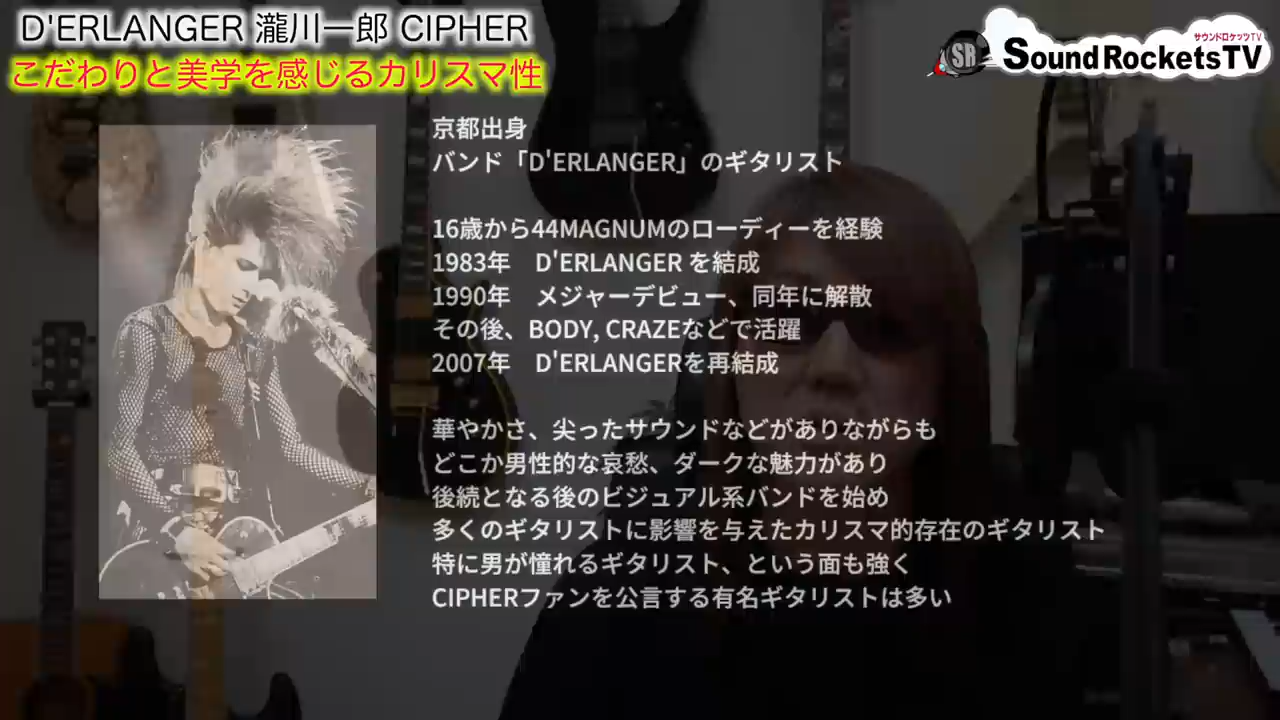 D'ERLANGER 瀧川一郎 CIPHER
こだわりと美学を感じるカリスマ性
サウンドロケッツTV
SR
SoundRocketsTV
京都出身
バンド「D'ERLANGER」のギタリスト
16歳から44MAGNUMのローディーを経験
1983年　D'ERLANGER を結成
1990年　メジャーデビュー、同年に解散
その後、BODY, CRAZEなどで活躍
2007年　D'ERLANGERを再結成
華やかさ、尖ったサウンドなどがありながらも
どこか男性的な哀愁、ダークな魅力があり
後続となる後のビジュアル系バンドを始め
多くのギタリストに影響を与えたカリスマ的存在のギタリスト
特に男が憧れるギタリスト、という面も強く
CIPHERファンを公言する有名ギタリストは多い